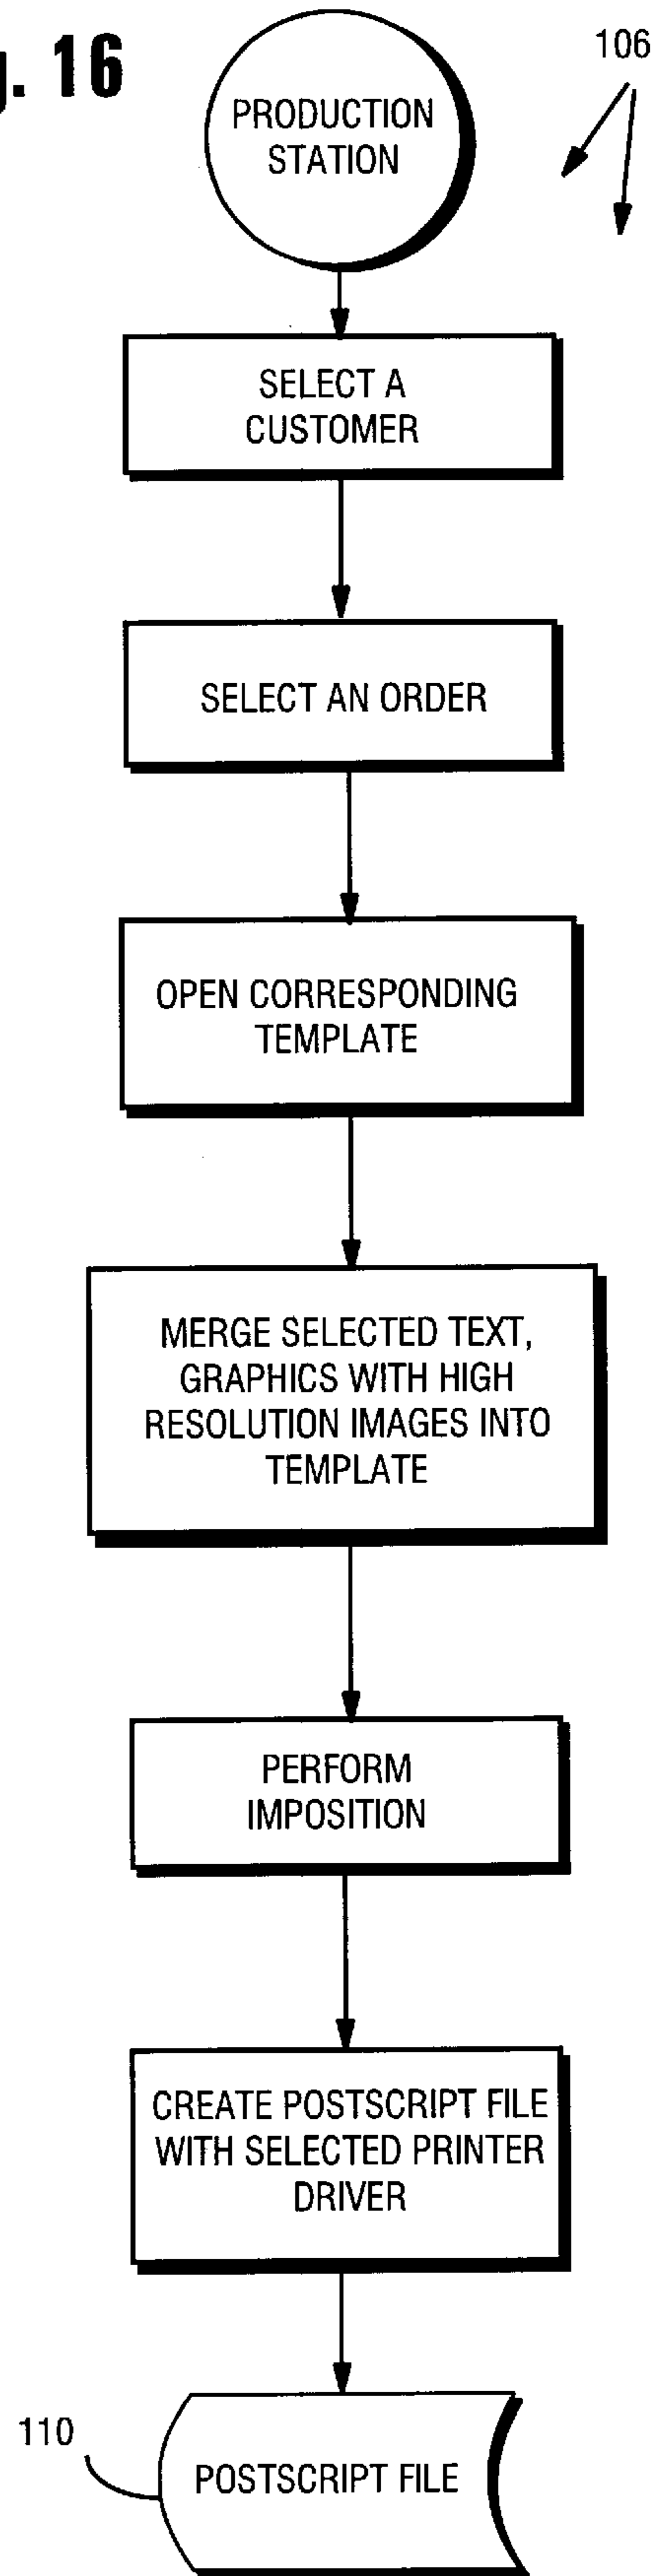 g. 16
106
PRODUCTION
STATION
SELECT A
CUSTOMER
SELECT AN ORDER
OPEN CORRESPONDING
TEMPLATE
MERGE SELECTED TEXT,
GRAPHICS WITH HIGH
RESOLUTION IMAGES INTO
TEMPLATE
PERFORM
IMPOSITION
CREATE POSTSCRIPT FILE
WITH SELECTED PRINTER
DRIVER
110
POSTSCRIPT FILE